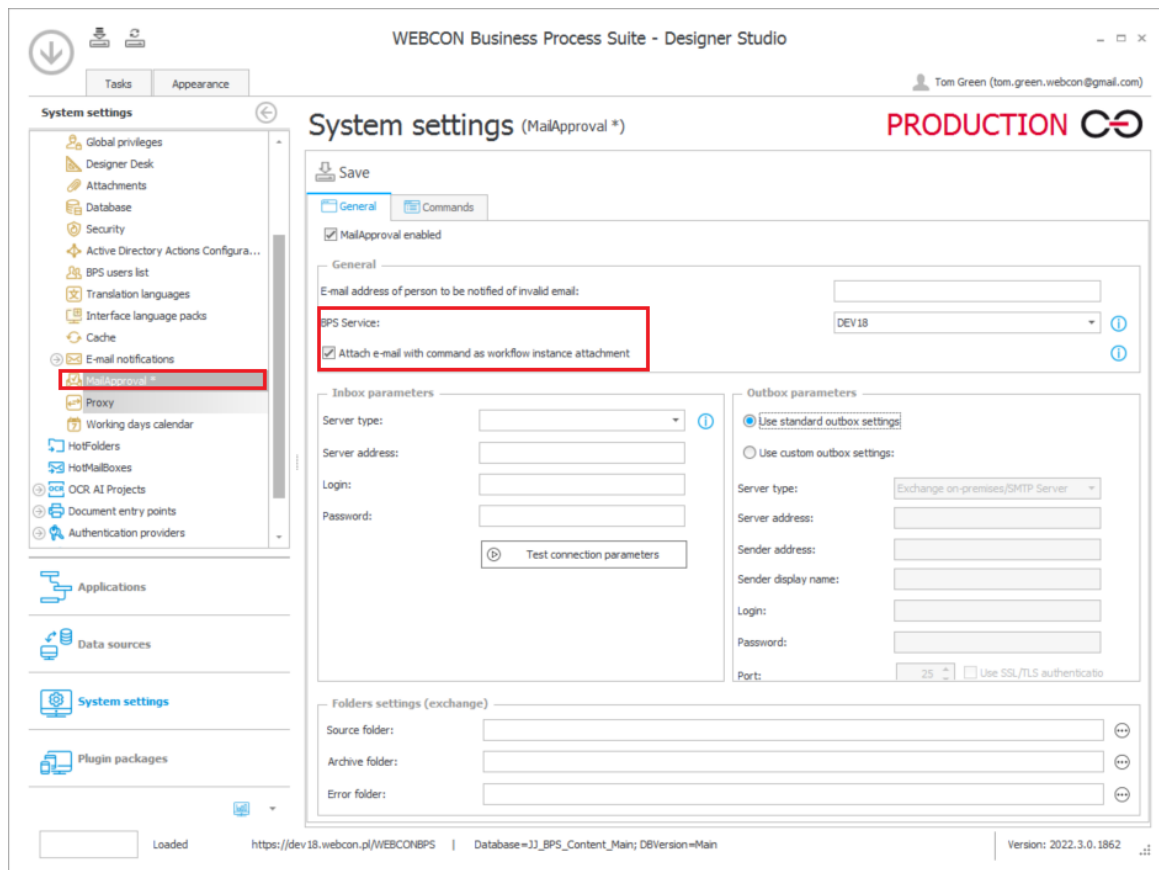 WEBCON Business Process Suite - Designer Studio
Tasks
Appearance
Tom Green (tom.green.webcon@gmail.com)
System settings
Global privileges
Designer Desk
Attachments
Database
Security
Active Directory Actions Configura...
BPS users list
Translation languages
Interface language packs
Cache
E-mail notifications
MailApproval *
Proxy
Working days calendar
HotFolders
HotMailBoxes
OCR AI Projects
Document entry points
Authentication providers
Applications
Data sources
System settings
Plugin packages
System settings (MailApproval *)
PRODUCTION
Save
General
Commands
MailApproval enabled
General
E-mail address of person to be notified of invalid email:
BPS Service:
DEV18
Attach e-mail with command as workflow instance attachment
Inbox parameters
Server type:
Server address:
Login:
Password:
Test connection parameters
Outbox parameters
Use standard outbox settings
Use custom outbox settings:
Server type:
Exchange on-premises/SMTP Server
Server address:
Sender address:
Sender display name:
Login:
Password:
Port:
25
Use SSL/TLS authenticatio
Folders settings (exchange)
Source folder:
Archive folder:
Error folder:
Loaded
https://dev18.webcon.pl/WEBCONBPS | Database=JJ_BPS_Content_Main; DBVersion=Main
Version: 2022.3.0.1862